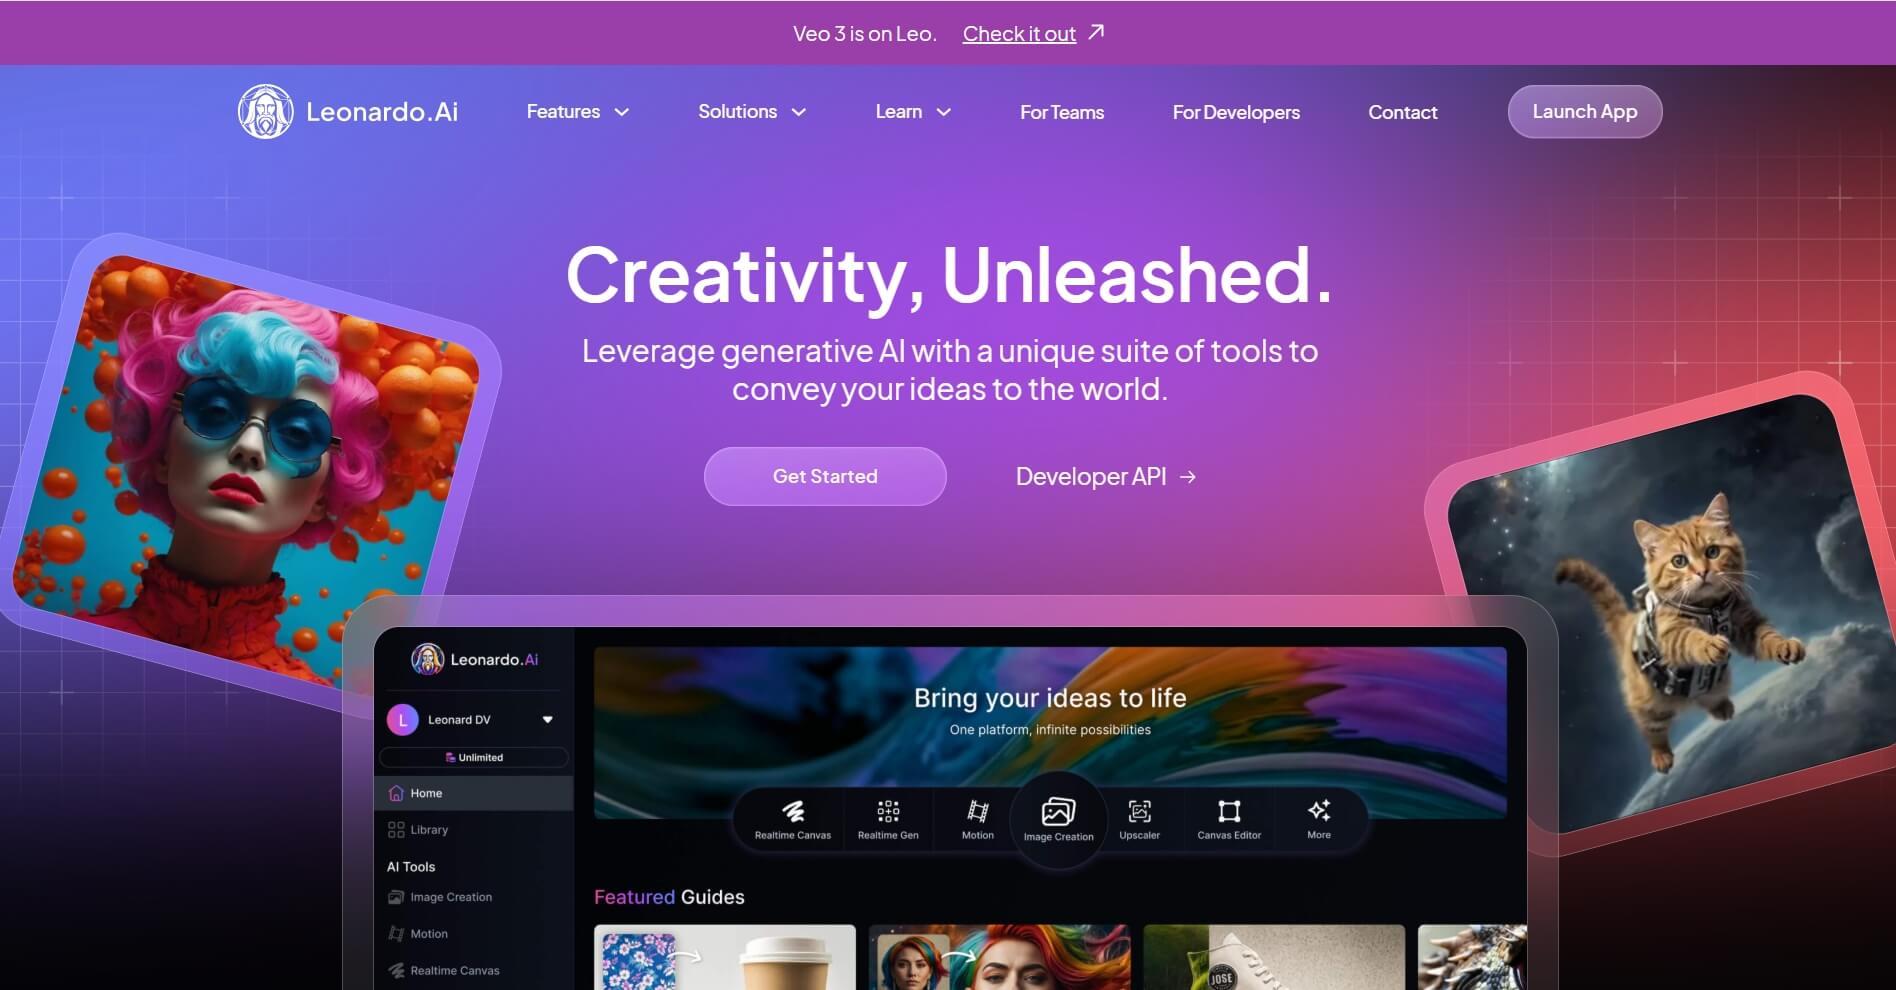 Veo 3 is on Leo. Check it out
Leonardo.Ai Features Solutions Learn For Teams For Developers Contact Launch App
Creativity, Unleashed.
Leverage generative AI with a unique suite of tools to
convey your ideas to the world.
Get Started Developer API
Leonardo.Ai
L Leonard DV
Unlimited
Home
Library
AI Tools
Image Creation
Motion
Realtime Canvas
Bring your ideas to life
One platform, infinite possibilities
Realtime Canvas Realtime Gen Motion Image Creation Upscaler Canvas Editor More
Featured Guides
JOSE